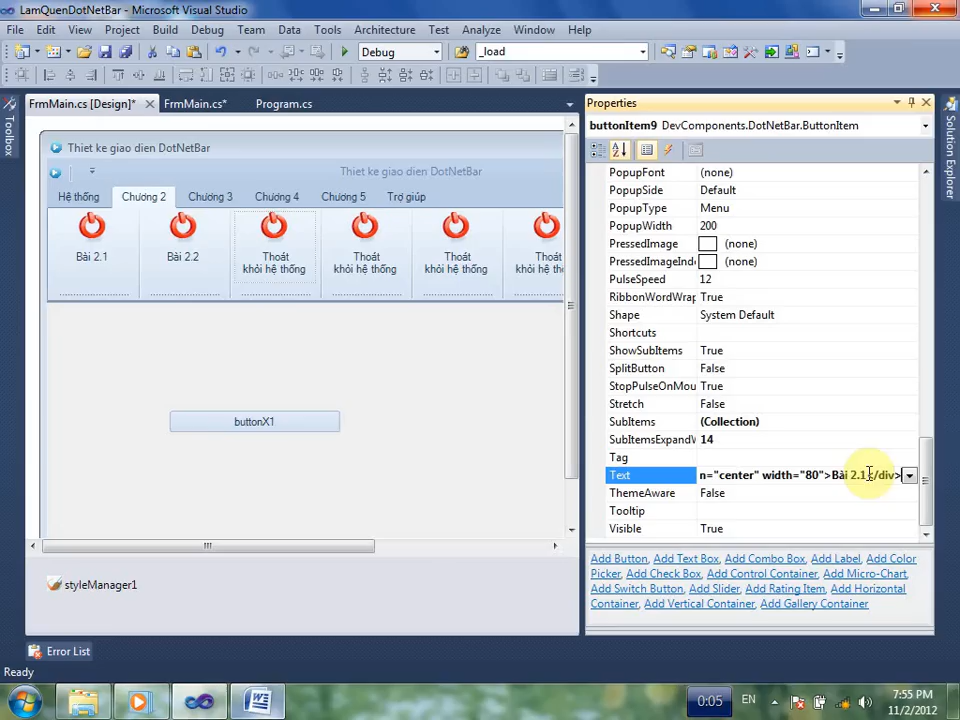 LamQuenDotNetBar - Microsoft Visual Studio
File Edit View Project Build Debug Team Data Tools Architecture Test Analyze Window Help
Debug _load
FrmMain.cs [Design]* FrmMain.cs* Program.cs
Toolbox
Thiet ke giao dien DotNetBar
Thiet ke giao dien DotNetBar
Hệ thống Chương 2 Chương 3 Chương 4 Chương 5 Trợ giúp
Bài 2.1 Bài 2.2 Thoát khỏi hệ thống Thoát khỏi hệ thống Thoát khỏi hệ thống Thoá khỏi hệ th
buttonX1
styleManager1
Properties
buttonItem9 DevComponents.DotNetBar.ButtonItem
PopupFont (none)
PopupSide Default
PopupType Menu
PopupWidth 200
PressedImage (none)
PressedImageInd (none)
PulseSpeed 12
RibbonWordWrap True
Shape System Default
Shortcuts
ShowSubItems True
SplitButton False
StopPulseOnMou True
Stretch False
SubItems (Collection)
SubItemsExpandW 14
Tag
Text n="center" width="80">Bài 2.1</div>
ThemeAware False
Tooltip
Visible True
Add Button, Add Text Box, Add Combo Box, Add Label, Add Color
Picker, Add Check Box, Add Control Container, Add Micro-Chart,
Add Switch Button, Add Slider, Add Rating Item, Add Horizontal
Container, Add Vertical Container, Add Gallery Container
Solution Explorer
Error List
Ready
0:05 EN 7:55 PM
11/2/2012